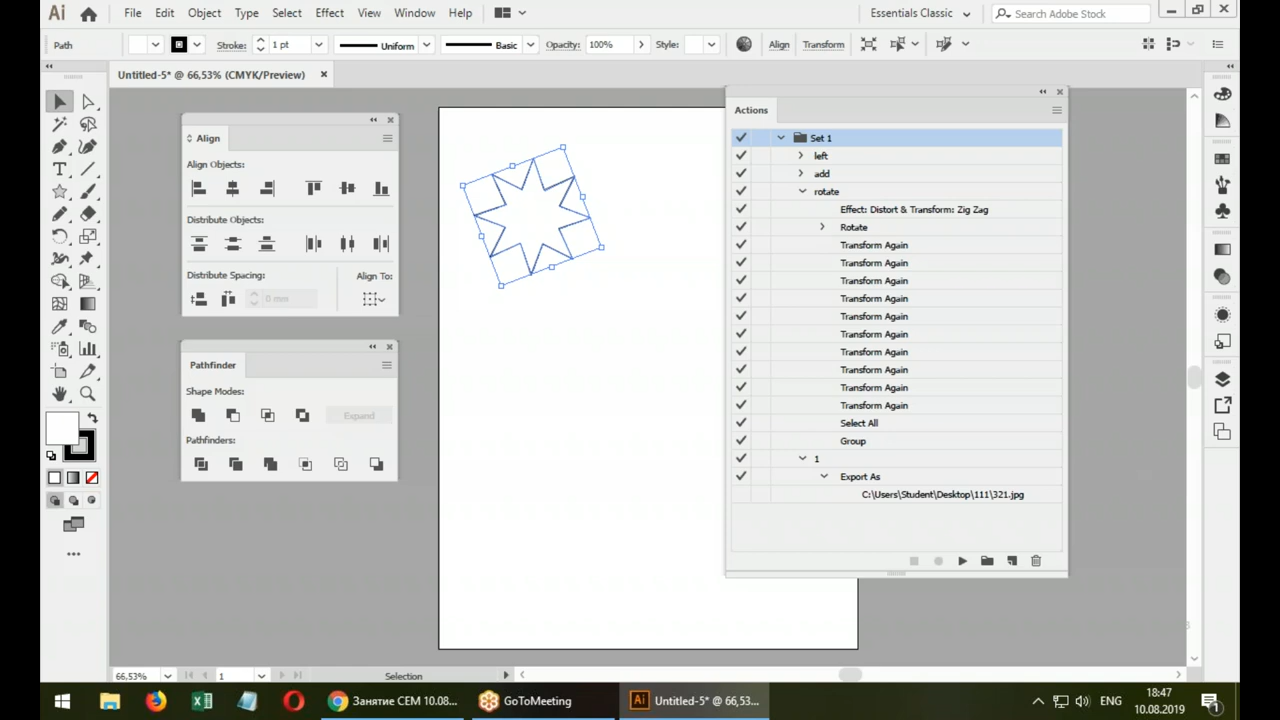 Ai File Edit Object Type Select Effect View Window Help Essentials Classic Search Adobe Stock
Path Stroke: 1 pt Uniform Basic Opacity: 100% Style: Align Transform
Untitled-5* @ 66,53% (CMYK/Preview)
Align
Align Objects:
Distribute Objects:
Distribute Spacing: Align To:
0 mm
Pathfinder
Shape Modes:
Expand
Pathfinders:
Actions
Set 1
left
add
rotate
Effect: Distort & Transform: Zig Zag
Rotate
Transform Again
Transform Again
Transform Again
Transform Again
Transform Again
Transform Again
Transform Again
Transform Again
Transform Again
Transform Again
Select All
Group
1
Export As
C:\Users\Student\Desktop\111\321.jpg
66,53% 1 Selection
Занятие СЕМ 10.08... GoToMeeting Ai Untitled-5* @ 66,53... ENG 18:47
10.08.2019 1